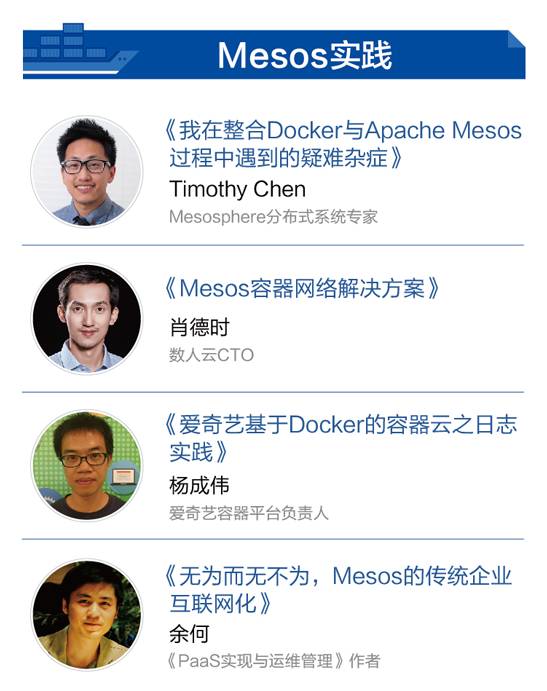 Mesos实践
《我在整合Docker与Apache Mesos
过程中遇到的疑难杂症》
Timothy Chen
Mesosphere分布式系统专家
《Mesos容器网络解决方案》
肖德时
数人云CTO
《爱奇艺基于Docker的容器云之日志
实践》
杨成伟
爱奇艺容器平台负责人
《无为而无不为，Mesos的传统企业
互联网化》
余何
《PaaS实现与运维管理》作者